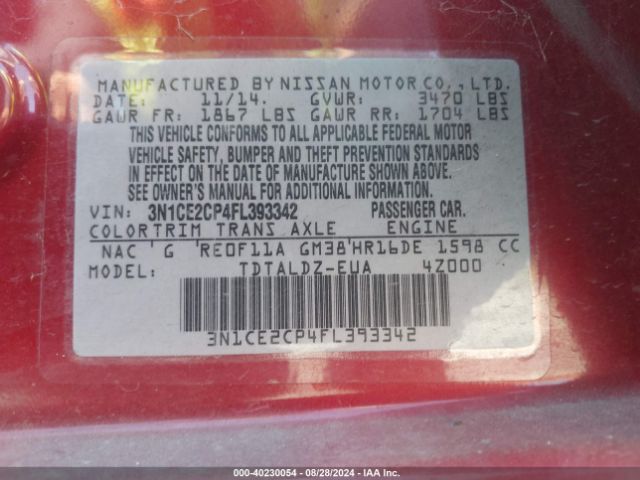 MANUFACTURED BY NISSAN MOTOR CO., LTD.
DATE: 11/14. GVWR: 3470 LBS
GAWR FR: 1867 LBS GAWR RR: 1704 LBS
THIS VEHICLE CONFORMS TO ALL APPLICABLE FEDERAL MOTOR
VEHICLE SAFETY, BUMPER AND THEFT PREVENTION STANDARDS
IN EFFECT ON THE DATE OF MANUFACTURE SHOWN ABOVE.
SEE OWNER'S MANUAL FOR ADDITIONAL INFORMATION.
VIN: 3N1CE2CP4FL393342 PASSENGER CAR.
COLOR TRIM TRANS AXLE ENGINE
NAC G RE0F11A GM38 HR16DE 1598 CC
MODEL: TDTALDZ-EUA 4Z000
3N1CE2CP4FL393342
000-40230054 - 08/28/2024 - IAA Inc.